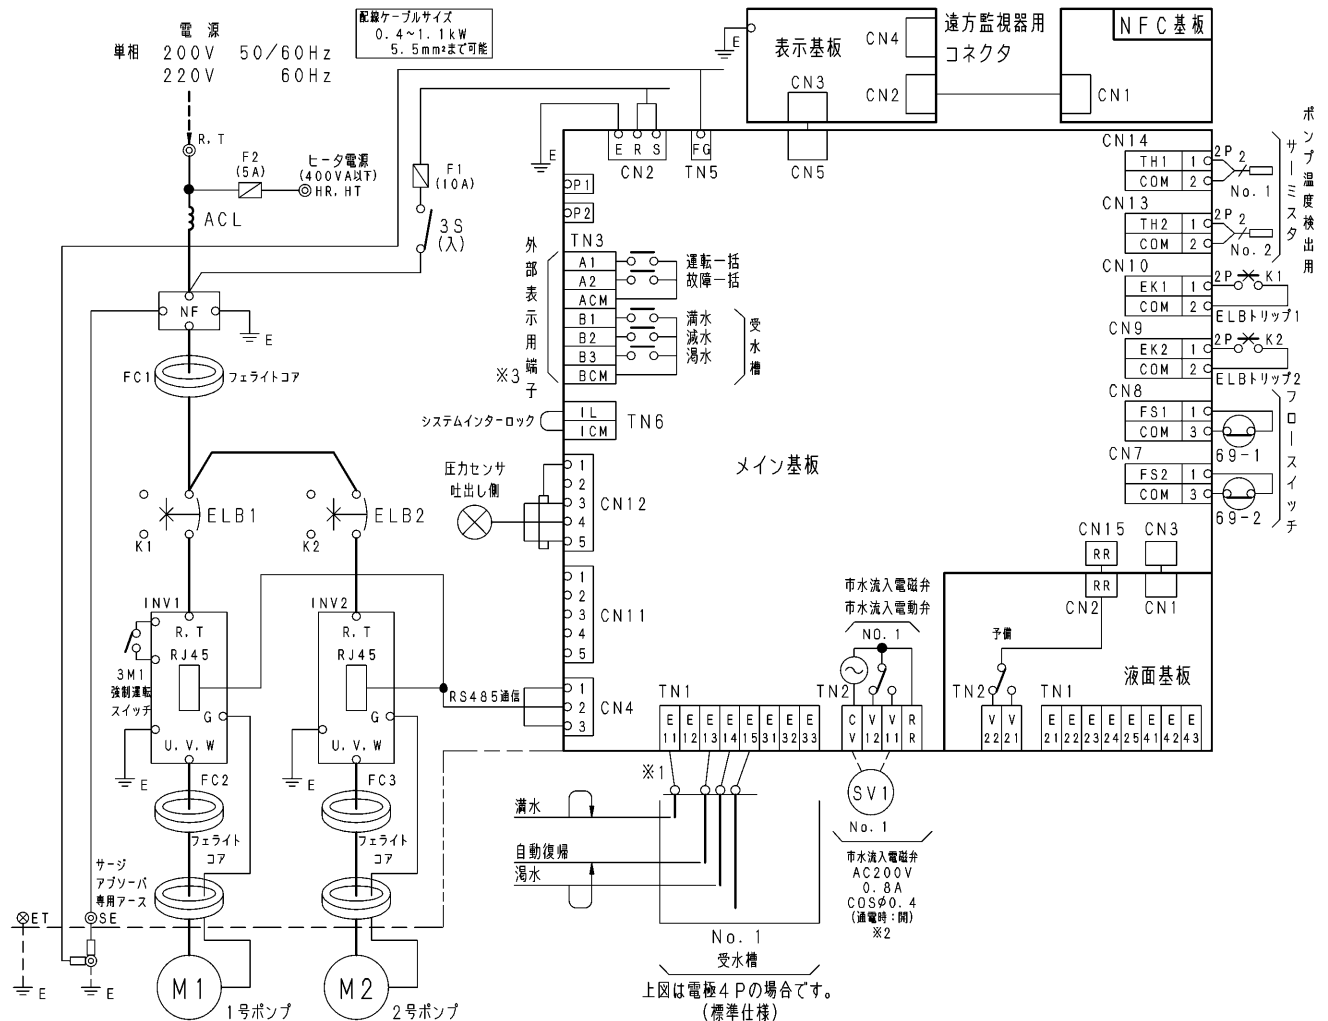 電 源
単相 200V 50/60Hz
220V 60Hz
配線ケーブルサイズ
0.4~1.1kW
5.5mm²まで可能
R,T
F2
(5A)
ヒータ電源
(400VA以下)
HR,HT
ACL
F1
(10A)
3S
(入)
NF
E
FC1
フェライトコア
表示基板
E
CN4
CN3
CN2
遠方監視器用
コネクタ
NFC基板
CN1
E
E R S
CN2
FG
TN5
CN5
P1
P2
TN3
外部表示用端子
※3
A1
A2
ACM
B1
B2
B3
BCM
運転一括
故障一括
満水
減水
渇水
受水槽
システムインターロック
IL
ICM
TN6
圧力センサ
吐出し側
1
2
3
4
5
CN12
1
2
3
4
5
CN11
RS485通信
1
2
3
CN4
メイン基板
CN14
TH1 1
COM 2
2P 2
No.1
CN13
TH2 1
COM 2
2P 2
No.2
ポンプ温度検出用
サーミスタ
CN10
EK1 1
COM 2
2P K1
ELBトリップ1
CN9
EK2 1
COM 2
2P K2
ELBトリップ2
CN8
FS1 1
COM 3
69-1
CN7
FS2 1
COM 3
69-2
フロースイッチ
K1
ELB1
K2
ELB2
INV1
R,T
RJ45
3M1
強制運転
スイッチ
G
U,V,W
E
INV2
R,T
RJ45
G
U,V,W
E
FC2
フェライト
コア
FC3
フェライト
コア
サージ
アブソーバ
専用アース
ET
SE
E
E
M1
1号ポンプ
M2
2号ポンプ
CN15
RR
CN3
RR
CN2
CN1
予備
TN2
V22 V21
TN1
E21 E22 E23 E24 E25 E41 E42 E43
液面基板
市水流入電磁弁
市水流入電動弁
NO.1
TN2
CV V12 V11 RR
TN1
E11 E12 E13 E14 E15 E31 E32 E33
※1
満水
自動復帰
渇水
No.1
受水槽
上図は電極4Pの場合です。
(標準仕様)
SV1
No.1
市水流入電磁弁
AC200V
0.8A
COSφ0.4
(通電時:開)
※2